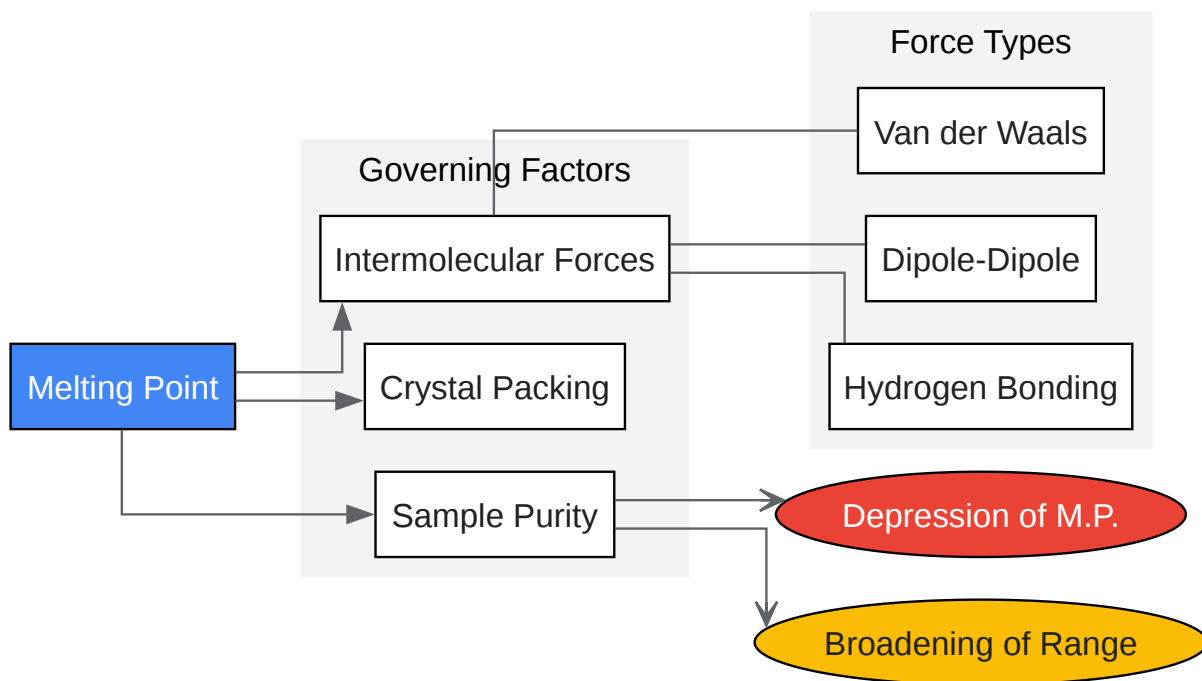 Force Types
Van der Waals
Governing Factors
Intermolecular Forces
Dipole-Dipole
Melting Point
Crystal Packing
Hydrogen Bonding
Sample Purity
Depression of M.P.
Broadening of Range